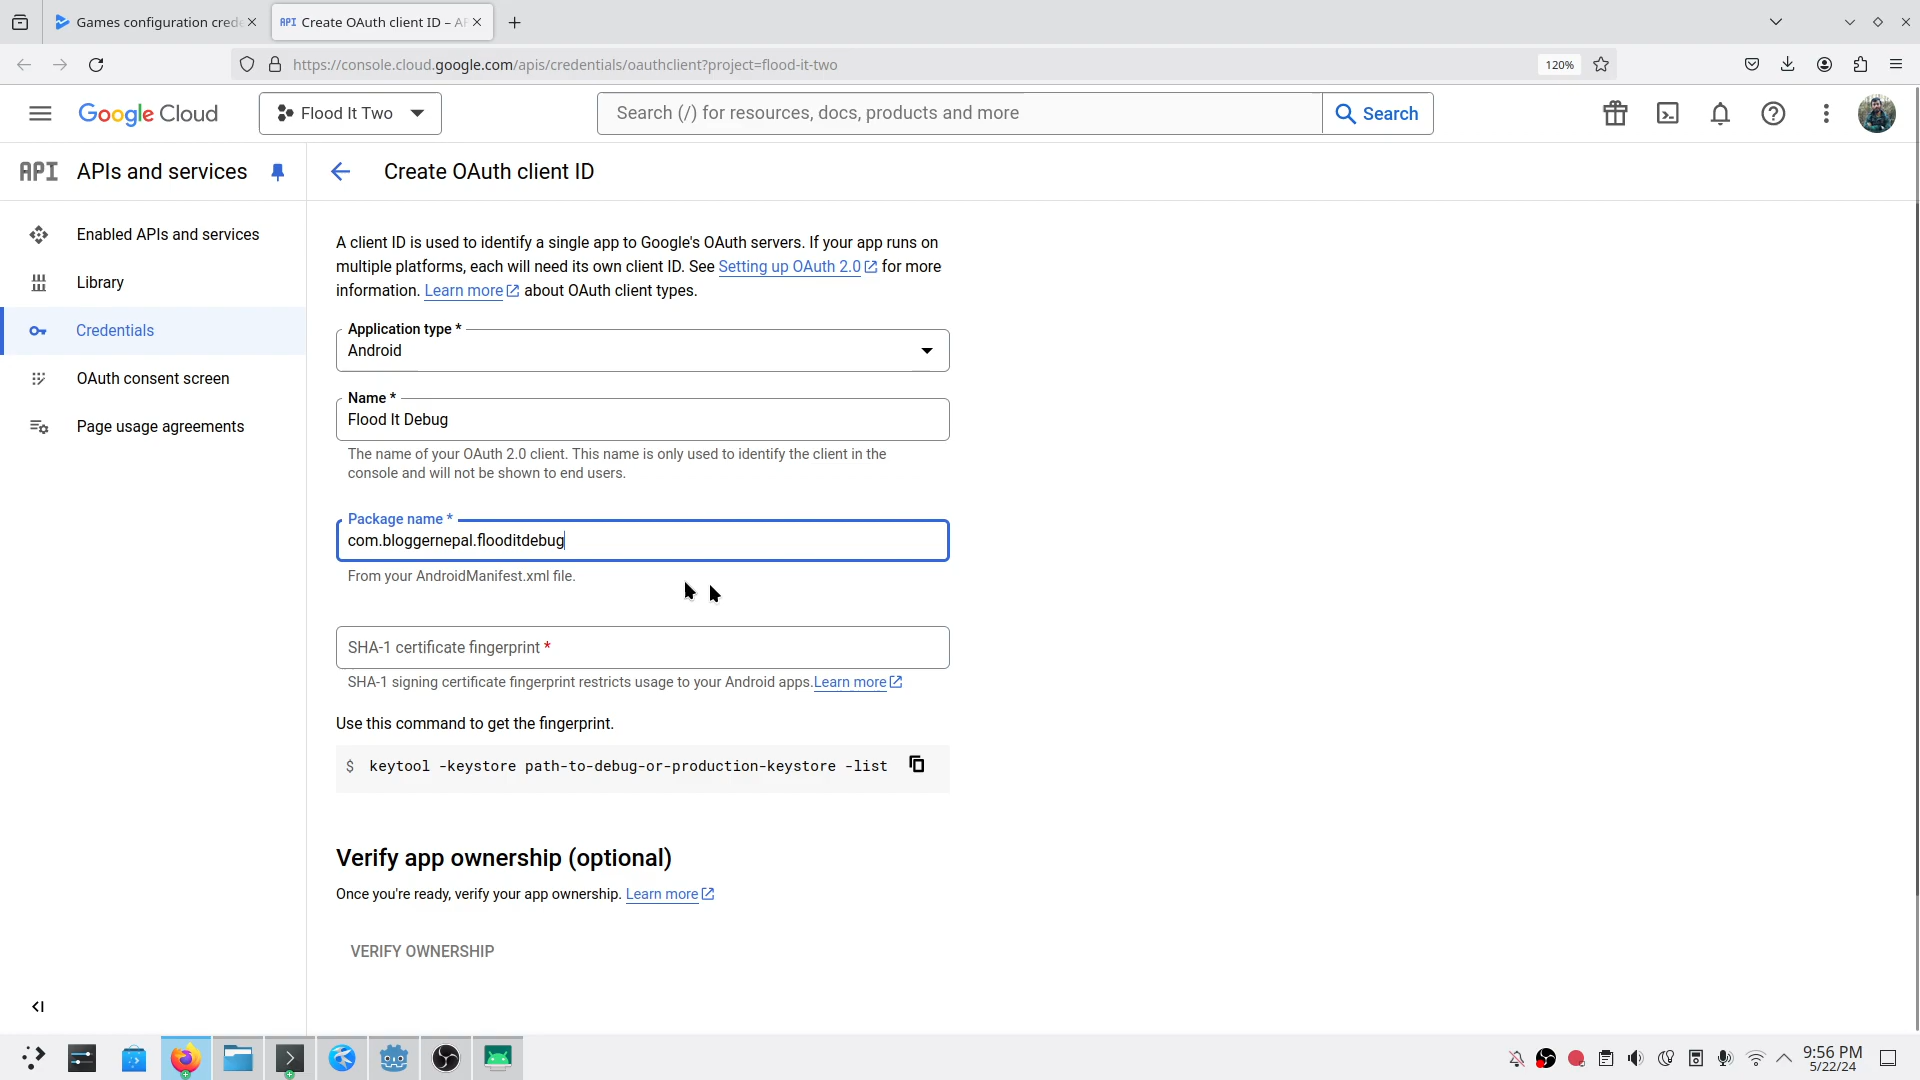 Games configuration crede
API Create OAuth client ID – AP
https://console.cloud.google.com/apis/credentials/oauthclient?project=flood-it-two
120%
Google Cloud
Flood It Two
Search (/) for resources, docs, products and more
Search
API APIs and services
Create OAuth client ID
Enabled APIs and services
Library
Credentials
OAuth consent screen
Page usage agreements
A client ID is used to identify a single app to Google's OAuth servers. If your app runs on
multiple platforms, each will need its own client ID. See Setting up OAuth 2.0 for more
information. Learn more about OAuth client types.
Application type *
Android
Name *
Flood It Debug
The name of your OAuth 2.0 client. This name is only used to identify the client in the
console and will not be shown to end users.
Package name *
com.bloggernepal.flooditdebug
From your AndroidManifest.xml file.
SHA-1 certificate fingerprint *
SHA-1 signing certificate fingerprint restricts usage to your Android apps.Learn more
Use this command to get the fingerprint.
$ keytool -keystore path-to-debug-or-production-keystore -list
Verify app ownership (optional)
Once you're ready, verify your app ownership. Learn more
VERIFY OWNERSHIP
9:56 PM
5/22/24